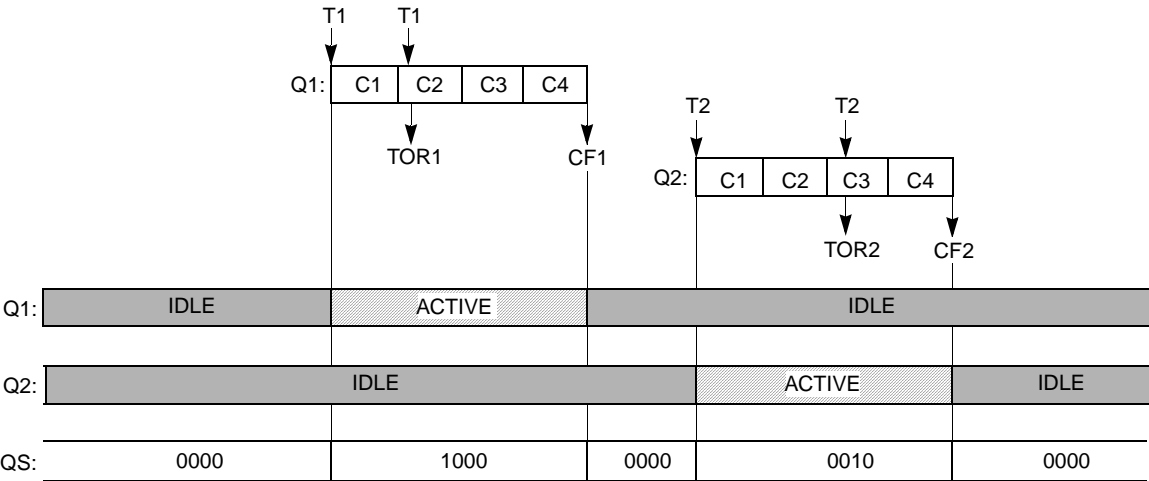 T1 T1
Q1: C1 C2 C3 C4
T2 T2
TOR1 CF1
Q2: C1 C2 C3 C4
TOR2 CF2
Q1: IDLE ACTIVE IDLE
Q2: IDLE ACTIVE IDLE
QS: 0000 1000 0000 0010 0000